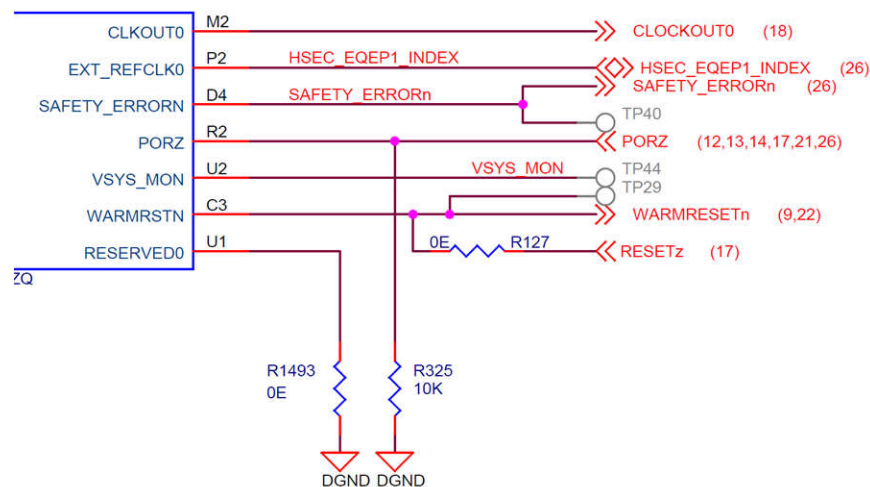 CLKOUT0 M2 CLOCKOUT0 (18)
EXT_REFCLK0 P2 HSEC_EQEP1_INDEX HSEC_EQEP1_INDEX (26)
SAFETY_ERRORN D4 SAFETY_ERRORn SAFETY_ERRORn (26)
TP40
PORZ R2 PORZ (12,13,14,17,21,26)
VSYS_MON U2 VSYS_MON TP44
TP29
WARMRSTN C3 WARMRESETn (9,22)
RESERVED0 U1 0E R127 RESETz (17)
ZQ
R1493 R325
0E 10K
DGND DGND